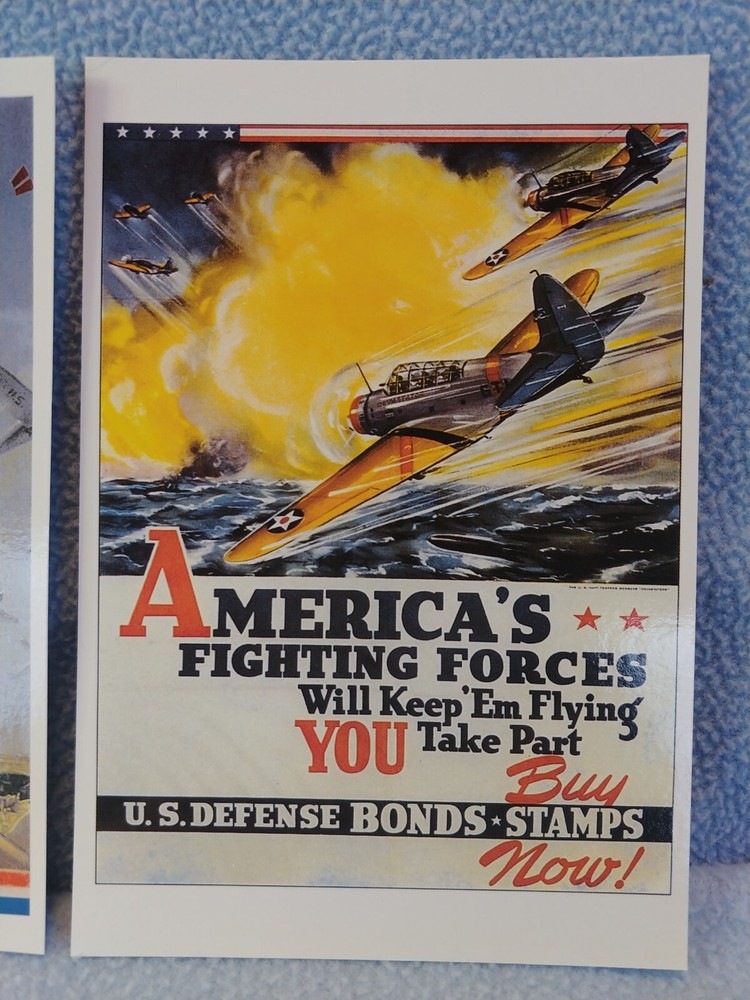 AMERICA'S
FIGHTING FORCES
Will Keep 'Em Flying
YOU Take Part
Buy
U.S. DEFENSE BONDS ★ STAMPS
Now!